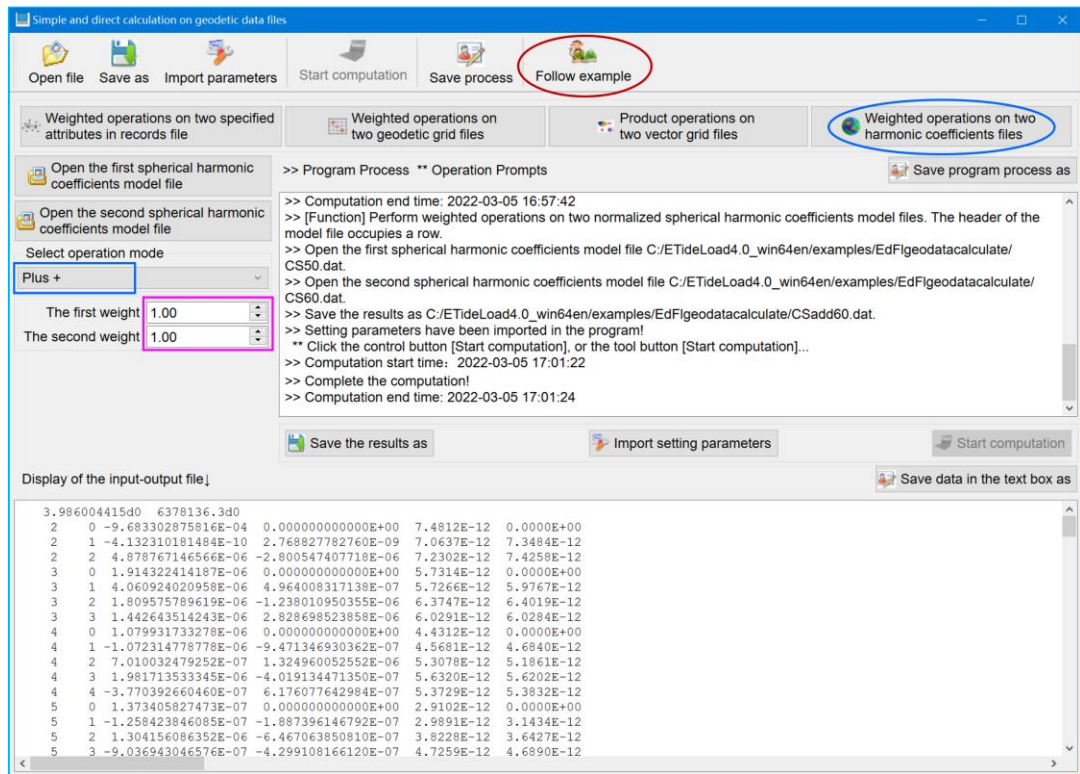 Simple and direct calculation on geodetic data files
Open file Save as Import parameters Start computation Save process Follow example
Weighted operations on two specified
attributes in records file
Weighted operations on
two geodetic grid files
Product operations on
two vector grid files
Weighted operations on two
harmonic coefficients files
Open the first spherical harmonic
coefficients model file
Open the second spherical harmonic
coefficients model file
Select operation mode
Plus +
The first weight 1.00
The second weight 1.00
>> Program Process ** Operation Prompts
Save program process as
>> Computation end time: 2022-03-05 16:57:42
>> [Function] Perform weighted operations on two normalized spherical harmonic coefficients model files. The header of the
model file occupies a row.
>> Open the first spherical harmonic coefficients model file C:/ETideLoad4.0_win64en/examples/EdFlgeodatacalculate/
CS50.dat.
>> Open the second spherical harmonic coefficients model file C:/ETideLoad4.0_win64en/examples/EdFlgeodatacalculate/
CS60.dat.
>> Save the results as C:/ETideLoad4.0_win64en/examples/EdFlgeodatacalculate/CSadd60.dat.
>> Setting parameters have been imported in the program!
** Click the control button [Start computation], or the tool button [Start computation]...
>> Computation start time: 2022-03-05 17:01:22
>> Complete the computation!
>> Computation end time: 2022-03-05 17:01:24
Save the results as Import setting parameters Start computation
Display of the input-output file↓
Save data in the text box as
3.986004415d0 6378136.3d0
2 0 -9.683302875816E-04 0.000000000000E+00 7.4812E-12 0.0000E+00
2 1 -4.132310181484E-10 2.768827782760E-09 7.0637E-12 7.3484E-12
2 2 4.878767146566E-06 -2.800547407718E-06 7.2302E-12 7.4258E-12
3 0 1.914322414187E-06 0.000000000000E+00 5.7314E-12 0.0000E+00
3 1 4.060924020958E-06 4.964008317138E-07 5.7266E-12 5.9767E-12
3 2 1.809575789619E-06 -1.238010950355E-06 6.3747E-12 6.4019E-12
3 3 1.442643514243E-06 2.828698523858E-06 6.0291E-12 6.0284E-12
4 0 1.079931733278E-06 0.000000000000E+00 4.4312E-12 0.0000E+00
4 1 -1.072314778778E-06 -9.471346930362E-07 4.5681E-12 4.6840E-12
4 2 7.010032479252E-07 1.324960052552E-06 5.3078E-12 5.1861E-12
4 3 1.981713533345E-06 -4.019134471350E-07 5.6320E-12 5.6202E-12
4 4 -3.770392660460E-07 6.176077642984E-07 5.3729E-12 5.3832E-12
5 0 1.373405827473E-07 0.000000000000E+00 2.9102E-12 0.0000E+00
5 1 -1.258423846085E-07 -1.887396146792E-07 2.9891E-12 3.1434E-12
5 2 1.304156086352E-06 -6.467063850810E-07 3.8228E-12 3.6427E-12
5 3 -9.036943046576E-07 -4.299108166120E-07 4.7259E-12 4.6890E-12